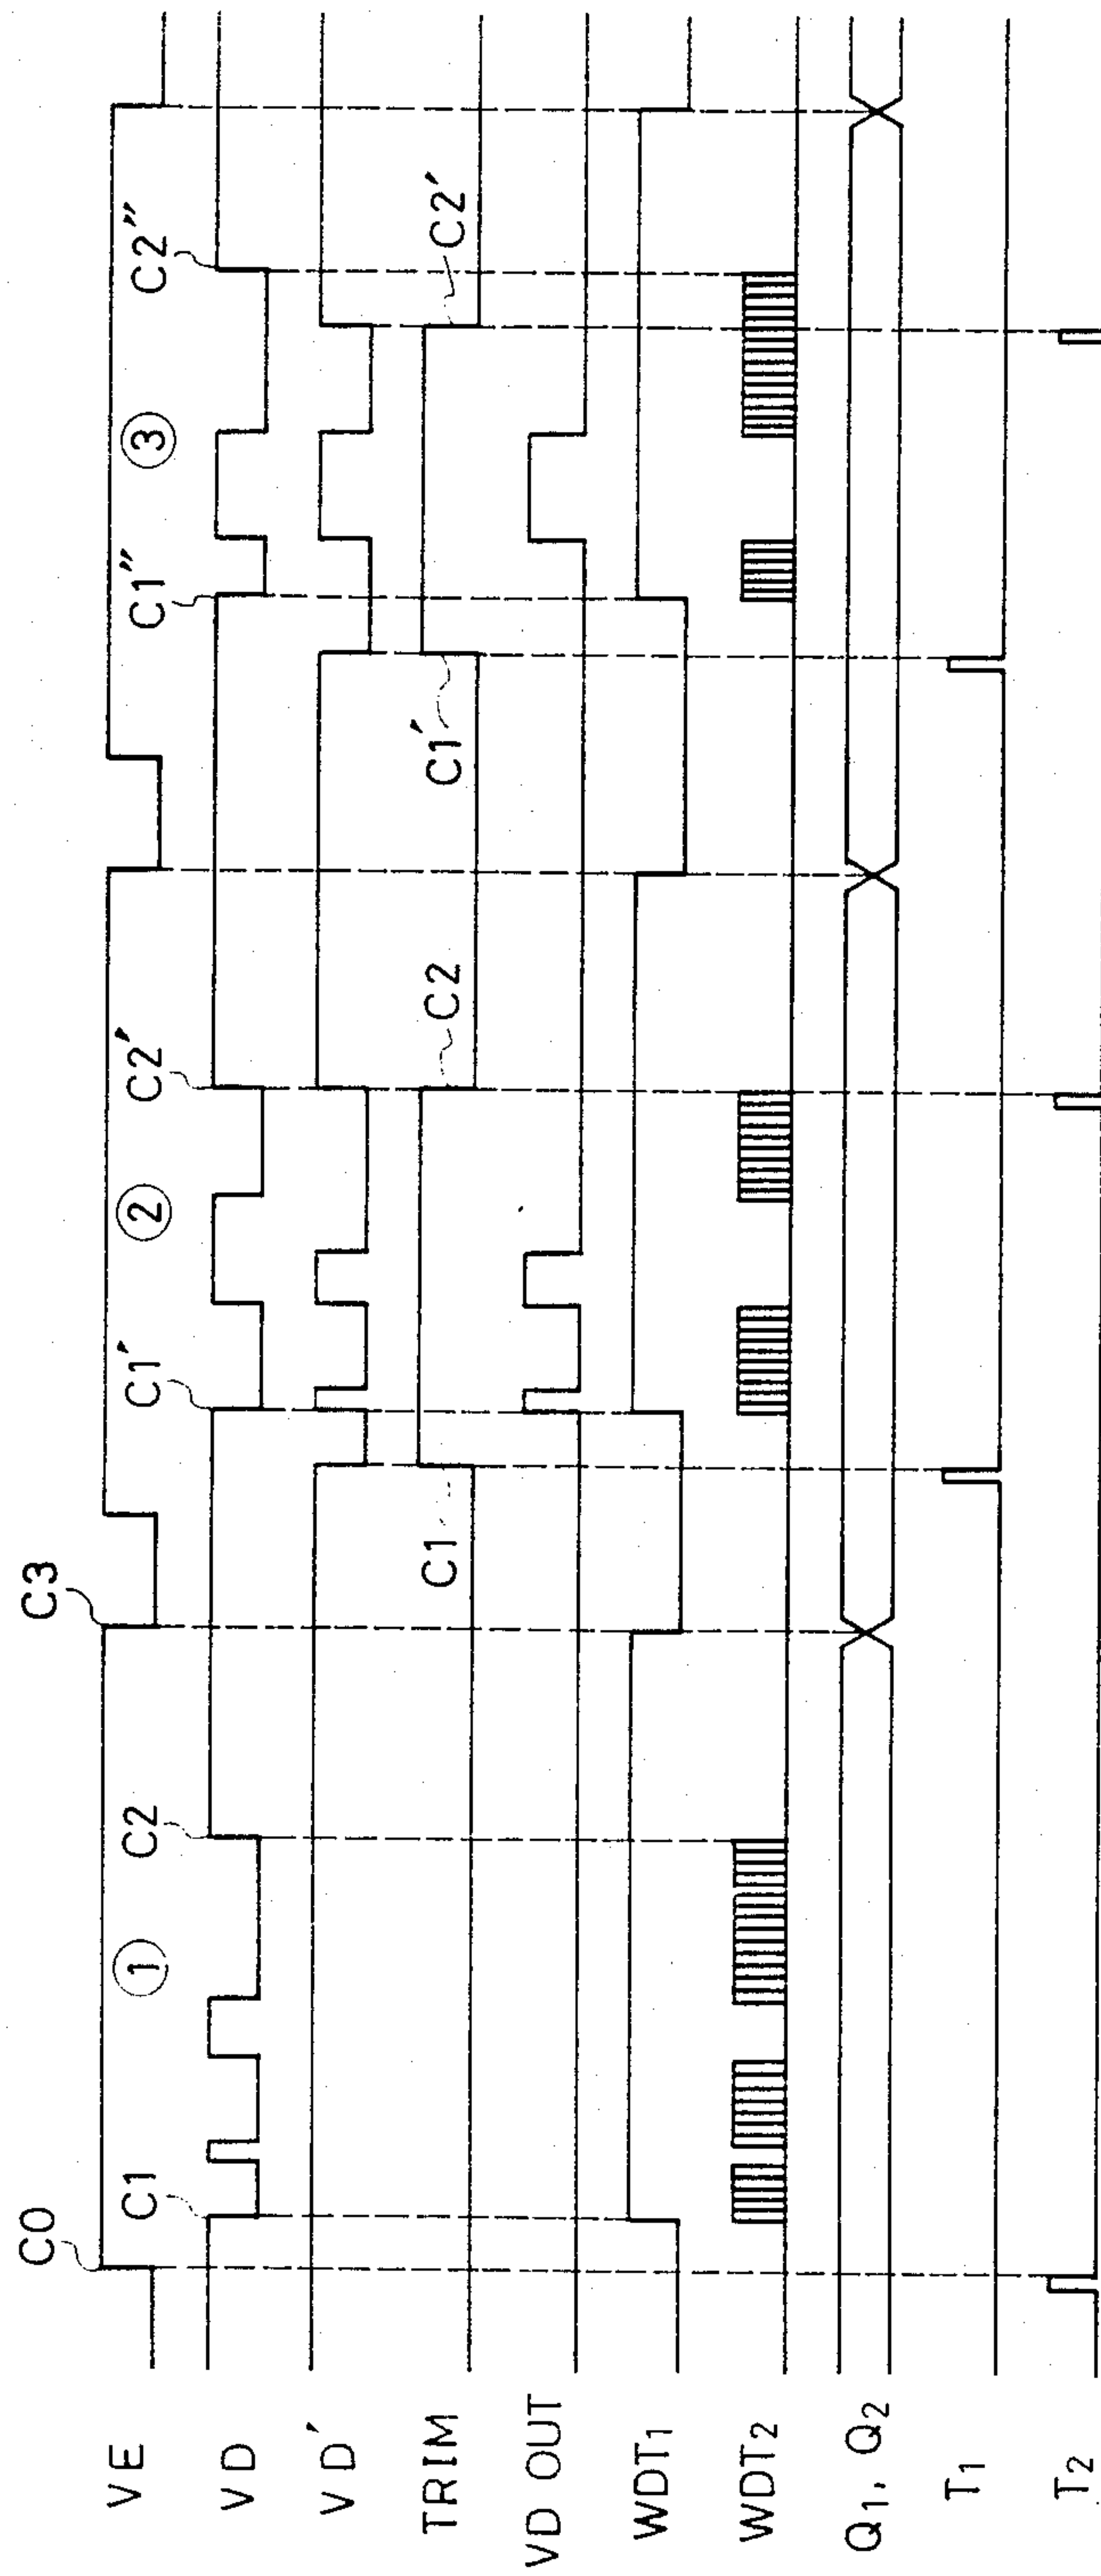 C0
C3
VE
①
②
③
C1
C2
C1'
C2'
C1"
C2"
VD
VD'
TRIM
C1
C2
C1'
C2'
VD OUT
WDT1
WDT2
Q1, Q2
T1
T2